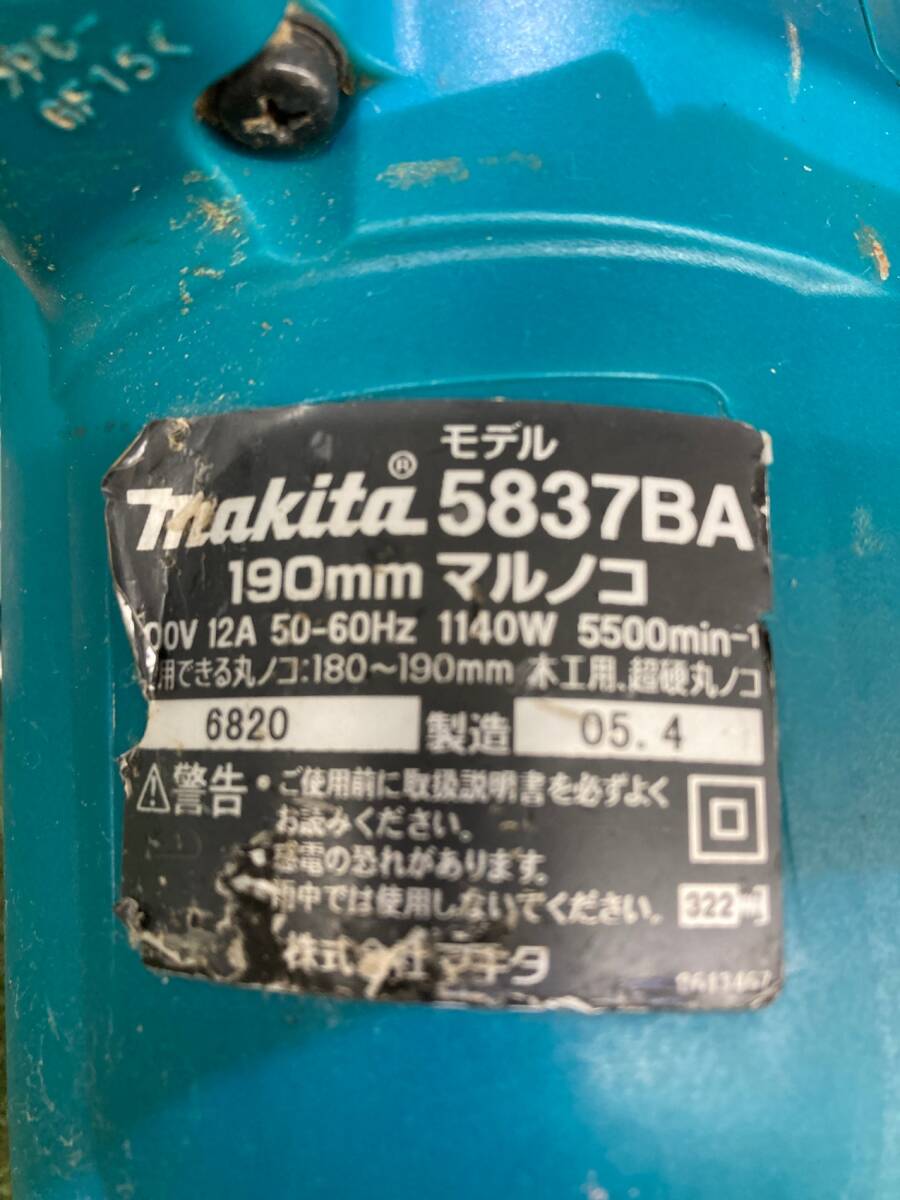 モデル
makita® 5837BA
190mm マルノコ
00V 12A 50-60Hz 1140W 5500min-1
用できる丸ノコ:180~190mm 木工用、超硬丸ノコ
6820 製造 05.4
⚠警告・ご使用前に取扱説明書を必ずよく
お読みください。
・感電の恐れがあります。
雨中では使用しないでください。 322
株式会社マキタ